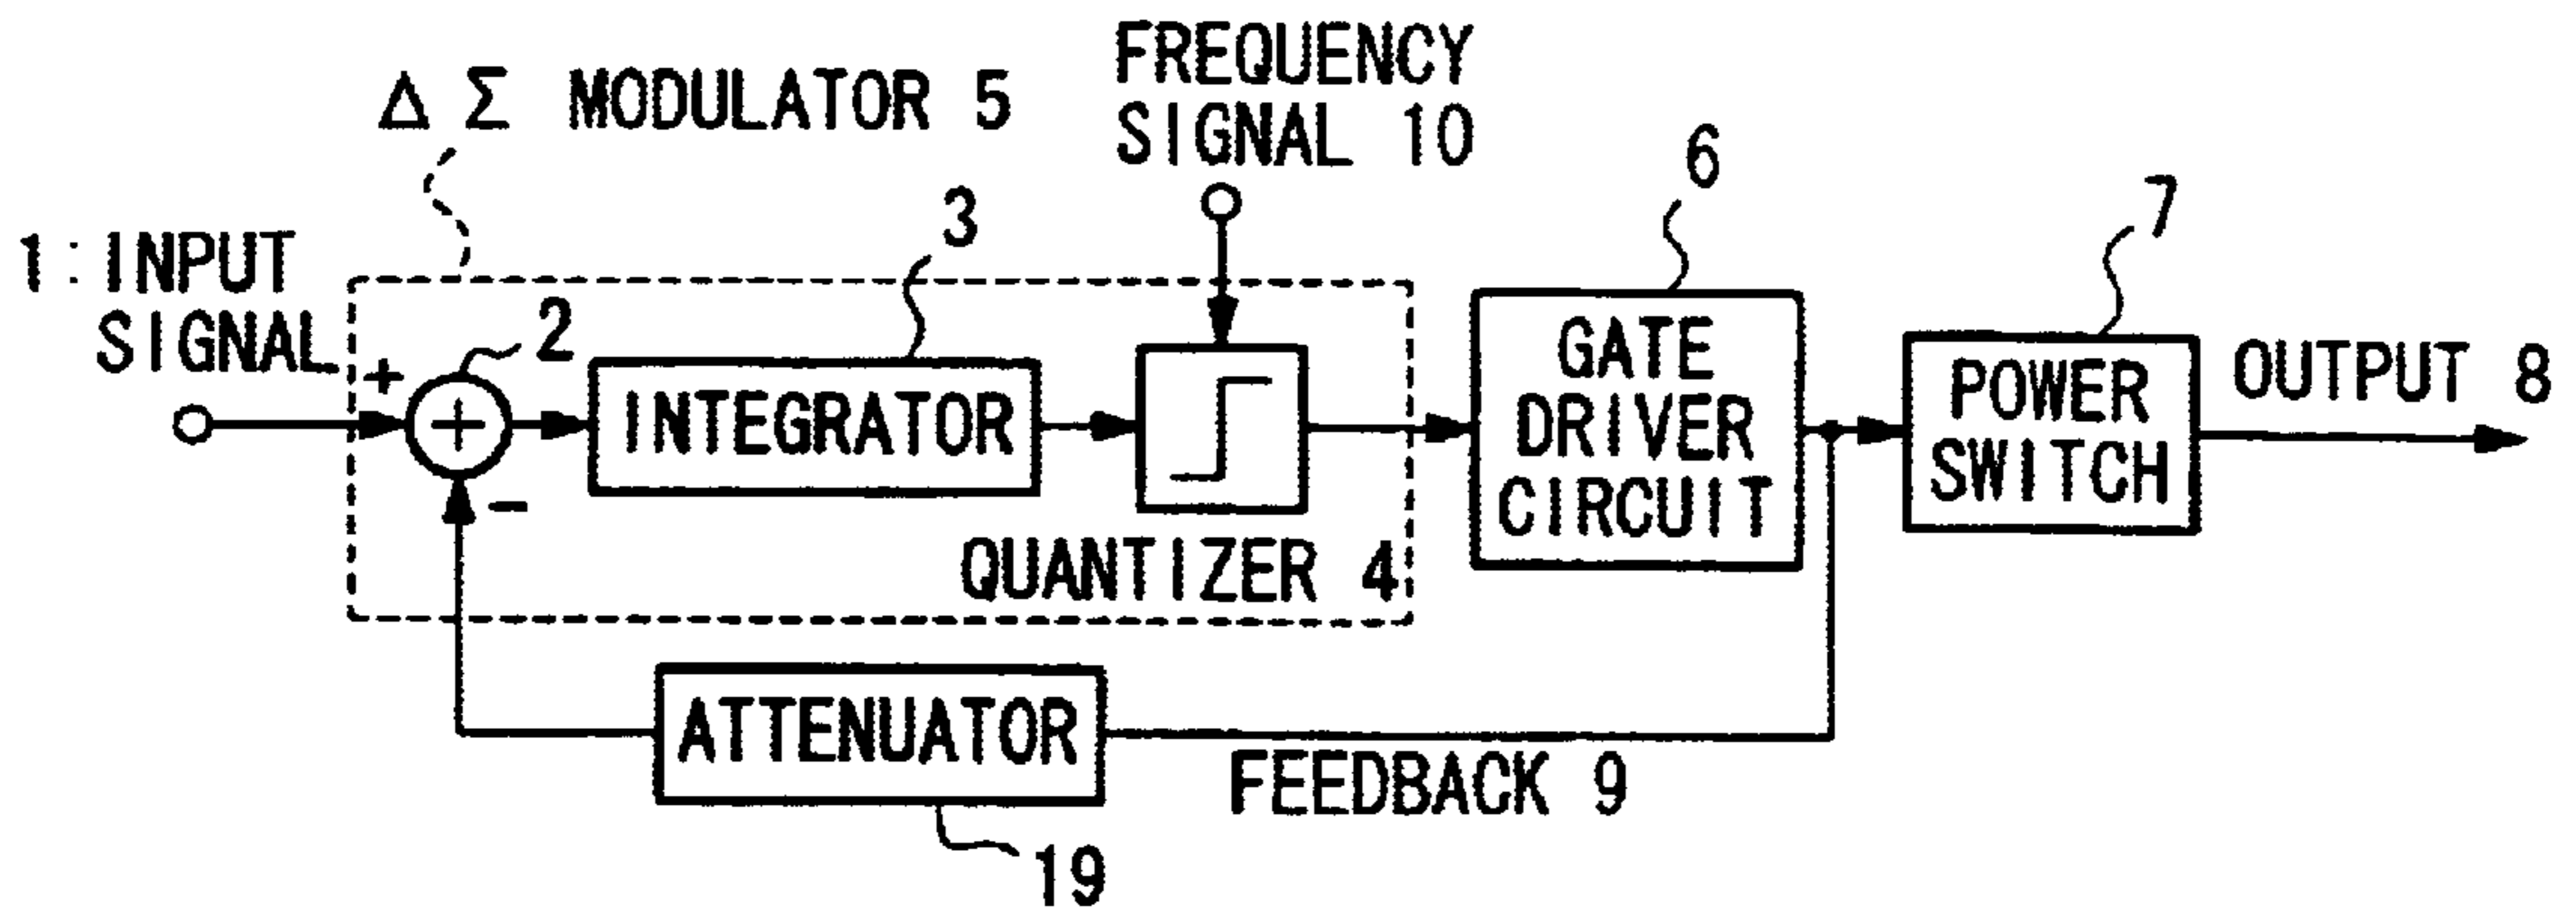 Δ Σ MODULATOR 5
FREQUENCY
SIGNAL 10
1:INPUT
SIGNAL
+
-
2
3
6
7
INTEGRATOR
QUANTIZER 4
GATE
DRIVER
CIRCUIT
POWER
SWITCH
OUTPUT 8
ATTENUATOR
FEEDBACK 9
19